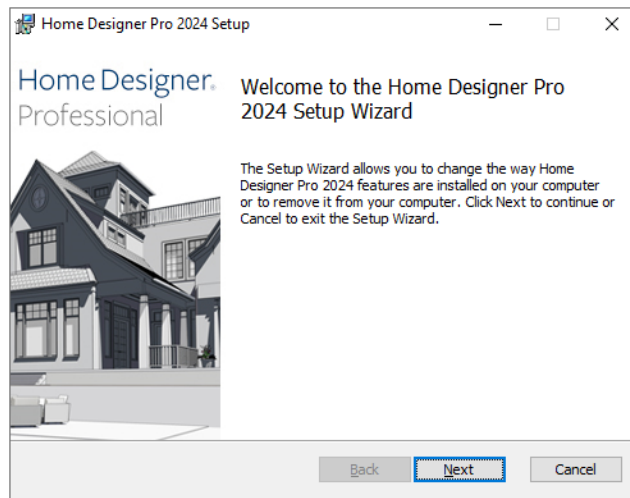 Home Designer Pro 2024 Setup
Home Designer®
Professional
Welcome to the Home Designer Pro
2024 Setup Wizard
The Setup Wizard allows you to change the way Home
Designer Pro 2024 features are installed on your computer
or to remove it from your computer. Click Next to continue or
Cancel to exit the Setup Wizard.
Back
Next
Cancel